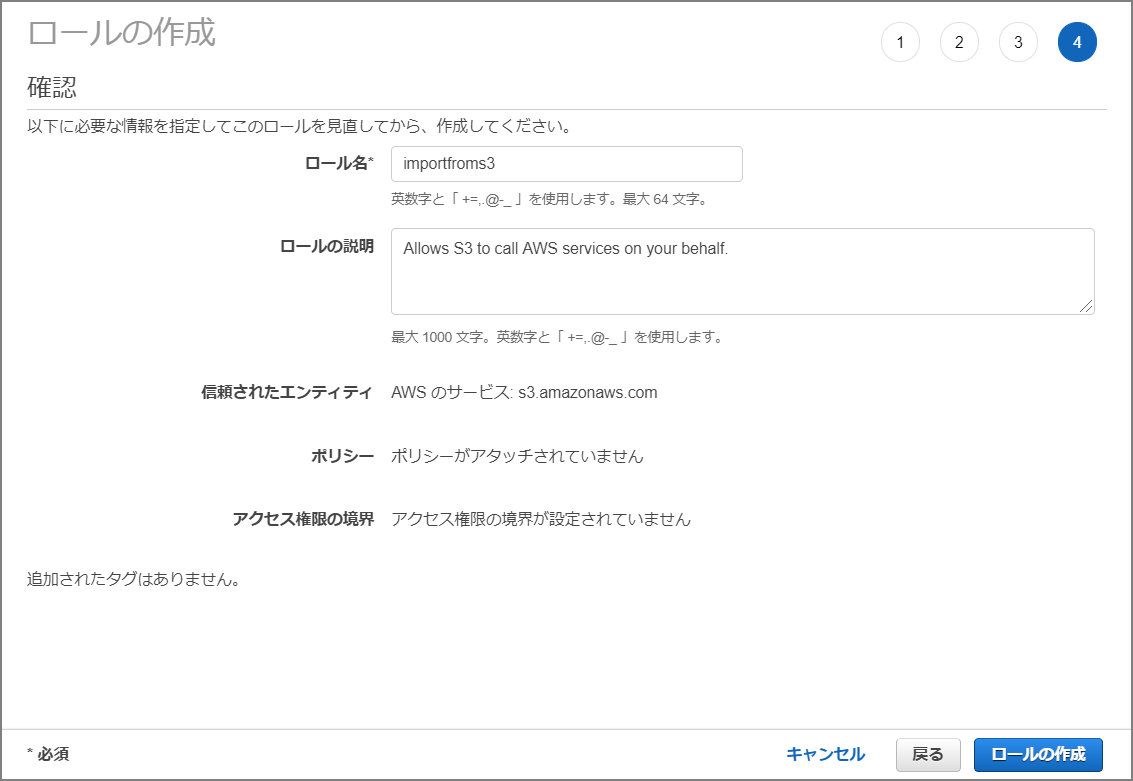 ロールの作成
1 2 3 4
確認
以下に必要な情報を指定してこのロールを見直してから、作成してください。
ロール名* importfroms3
英数字と「 +=,.@-_ 」を使用します。最大 64 文字。
ロールの説明 Allows S3 to call AWS services on your behalf.
最大 1000 文字。英数字と「 +=,.@-_ 」を使用します。
信頼されたエンティティ AWS のサービス: s3.amazonaws.com
ポリシー ポリシーがアタッチされていません
アクセス権限の境界 アクセス権限の境界が設定されていません
追加されたタグはありません。
* 必須 キャンセル 戻る ロールの作成